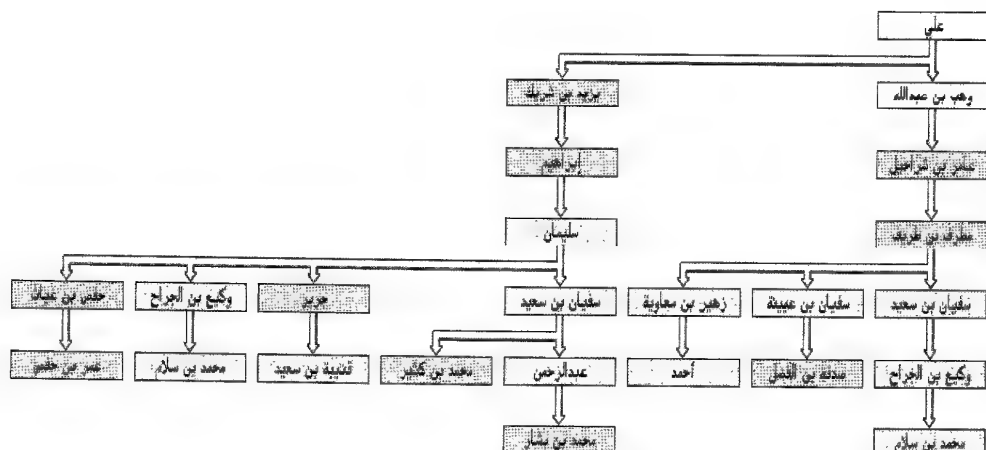 علي
وهب بن عبدالله
يزيد بن شريك
عامر بن شراحيل
إبراهيم
مطرف بن طريف
سليمان
سفيان بن سعيد
سفيان بن عيينة
زهير بن معاوية
سفيان بن سعيد
جرير
وكيع بن الجراح
حفص بن غياث
وكيع بن الجراح
صدقة بن الفضل
أحمد
عبدالرحمن
محمد بن كثير
قتيبة بن سعيد
محمد بن سلام
عمر بن حفص
محمد بن سلام
محمد بن بشار